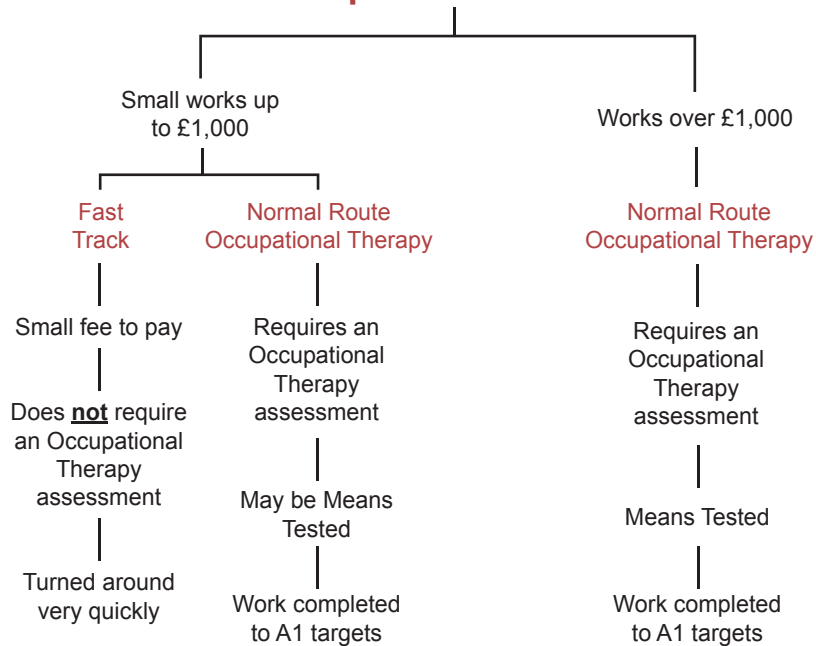 Small works up
to £1,000
Works over £1,000
Fast
Track
Normal Route
Occupational Therapy
Normal Route
Occupational Therapy
Small fee to pay
Does not require
an Occupational
Therapy
assessment
Turned around
very quickly
Requires an
Occupational
Therapy
assessment
May be Means
Tested
Work completed
to A1 targets
Requires an
Occupational
Therapy
assessment
Means Tested
Work completed
to A1 targets